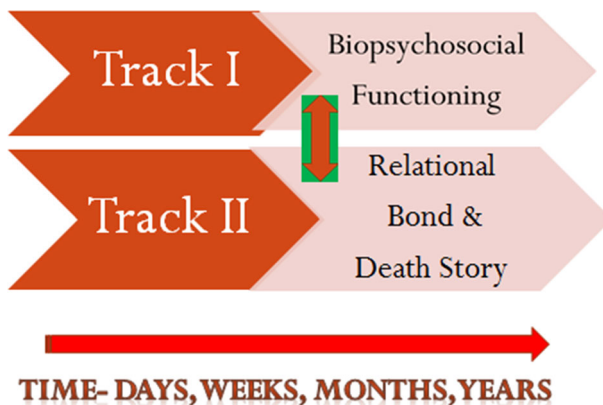 Track I
Biopsychosocial
Functioning
Track II
Relational
Bond &
Death Story
TIME- DAYS, WEEKS, MONTHS, YEARS